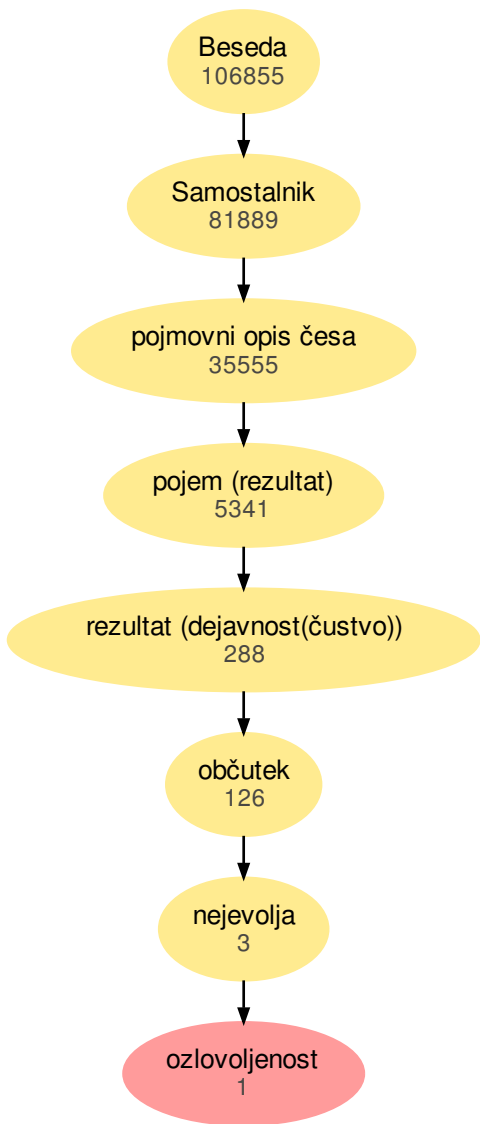 Beseda
106855
Samostalnik
81889
pojmovni opis česa
35555
pojem (rezultat)
5341
rezultat (dejavnost(čustvo))
288
občutek
126
nejevolja
3
ozlovoljenost
1